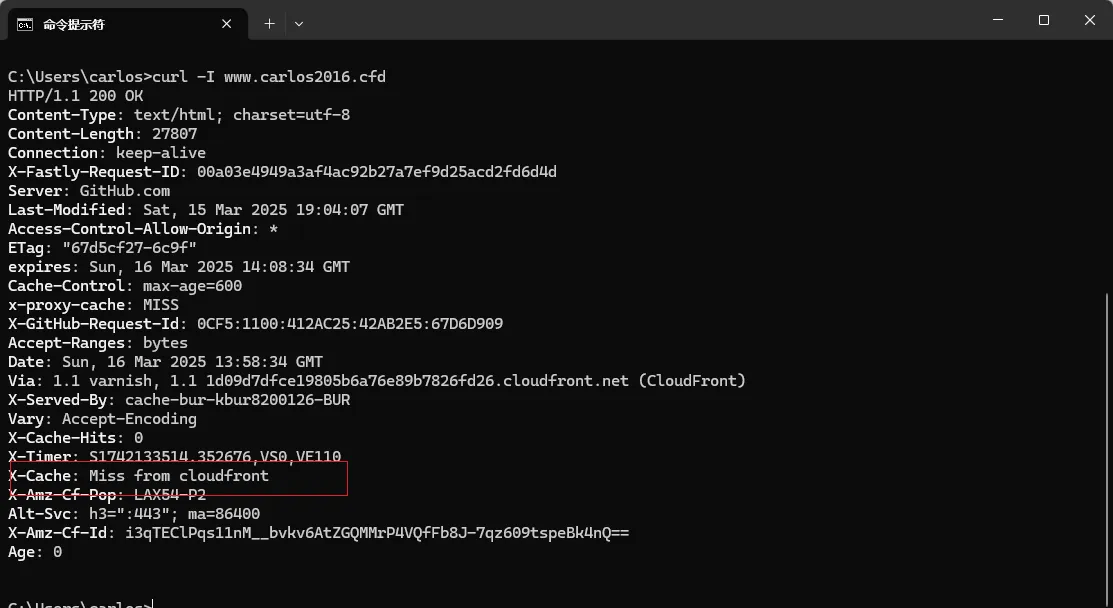 命令提示符
C:\Users\carlos>curl -I www.carlos2016.cfd
HTTP/1.1 200 OK
Content-Type: text/html; charset=utf-8
Content-Length: 27807
Connection: keep-alive
X-Fastly-Request-ID: 00a03e4949a3af4ac92b27a7ef9d25acd2fd6d4d
Server: GitHub.com
Last-Modified: Sat, 15 Mar 2025 19:04:07 GMT
Access-Control-Allow-Origin: *
ETag: "67d5cf27-6c9f"
expires: Sun, 16 Mar 2025 14:08:34 GMT
Cache-Control: max-age=600
x-proxy-cache: MISS
X-GitHub-Request-Id: 0CF5:1100:412AC25:42AB2E5:67D6D909
Accept-Ranges: bytes
Date: Sun, 16 Mar 2025 13:58:34 GMT
Via: 1.1 varnish, 1.1 1d09d7dfce19805b6a76e89b7826fd26.cloudfront.net (CloudFront)
X-Served-By: cache-bur-kbur8200126-BUR
Vary: Accept-Encoding
X-Cache-Hits: 0
X-Timer: S1742133514.352676,VS0,VE110
X-Cache: Miss from cloudfront
X-Amz-Cf-Pop: LAX54-P2
Alt-Svc: h3=":443"; ma=86400
X-Amz-Cf-Id: i3qTEClPqs11nM__bvkv6AtZGQMMrP4VQfFb8J-7qz609tspeBk4nQ==
Age: 0
C:\Users\carlos>